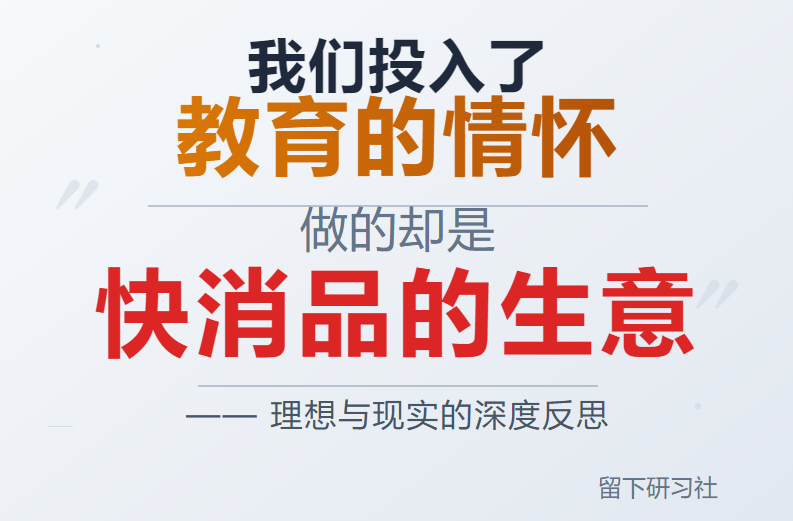 我们投入了
教育的情怀
做的却是
快消品的生意
—— 理想与现实的深度反思
留下研习社